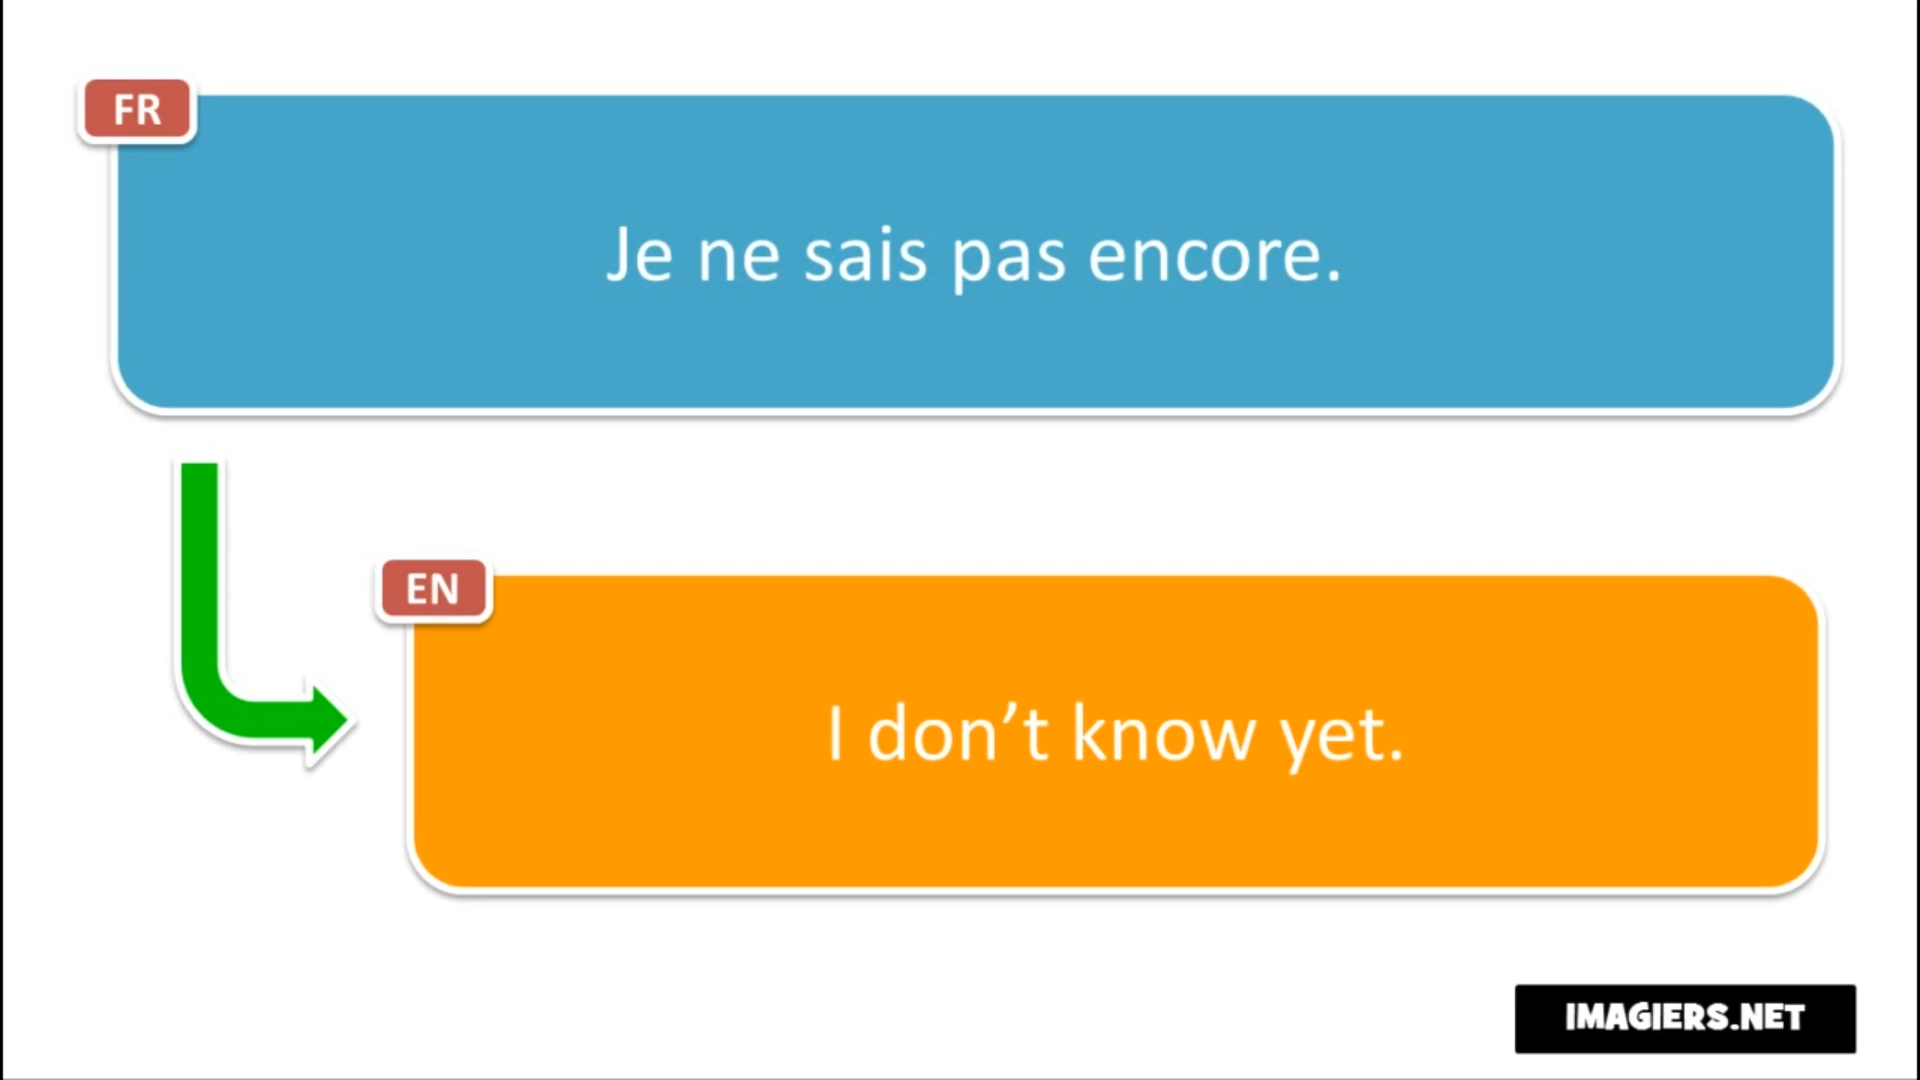 FR
Je ne sais pas encore.
EN
I don’t know yet.
IMAGIERS.NET